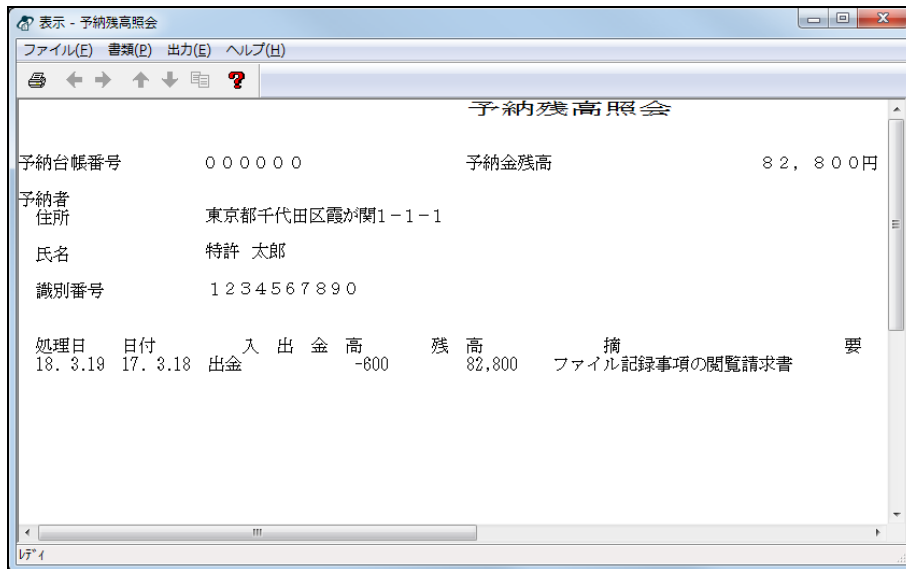 表示 - 予納残高照会
ファイル(F) 書類(P) 出力(E) ヘルプ(H)
予納残高照会
予納台帳番号 000000 予納金残高 82,800円
予納者
住所 東京都千代田区霞が関1-1-1
氏名 特許 太郎
識別番号 1234567890
処理日 日付 入 出 金 高 残 高 摘 要
18. 3.19 17. 3.18 出金 -600 82,800 ファイル記録事項の閲覧請求書
レディ